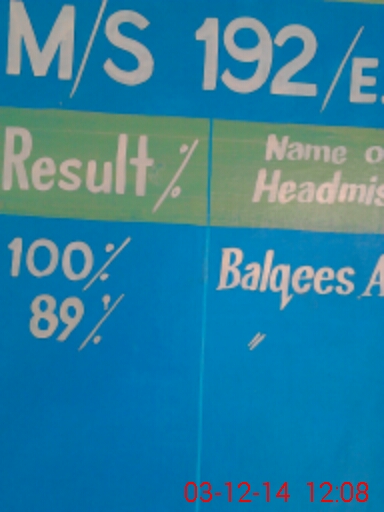 M/S 192/E.
Result %
Name o
Headmis
100%
Balqees A
89%
〃
03-12-14 12:08